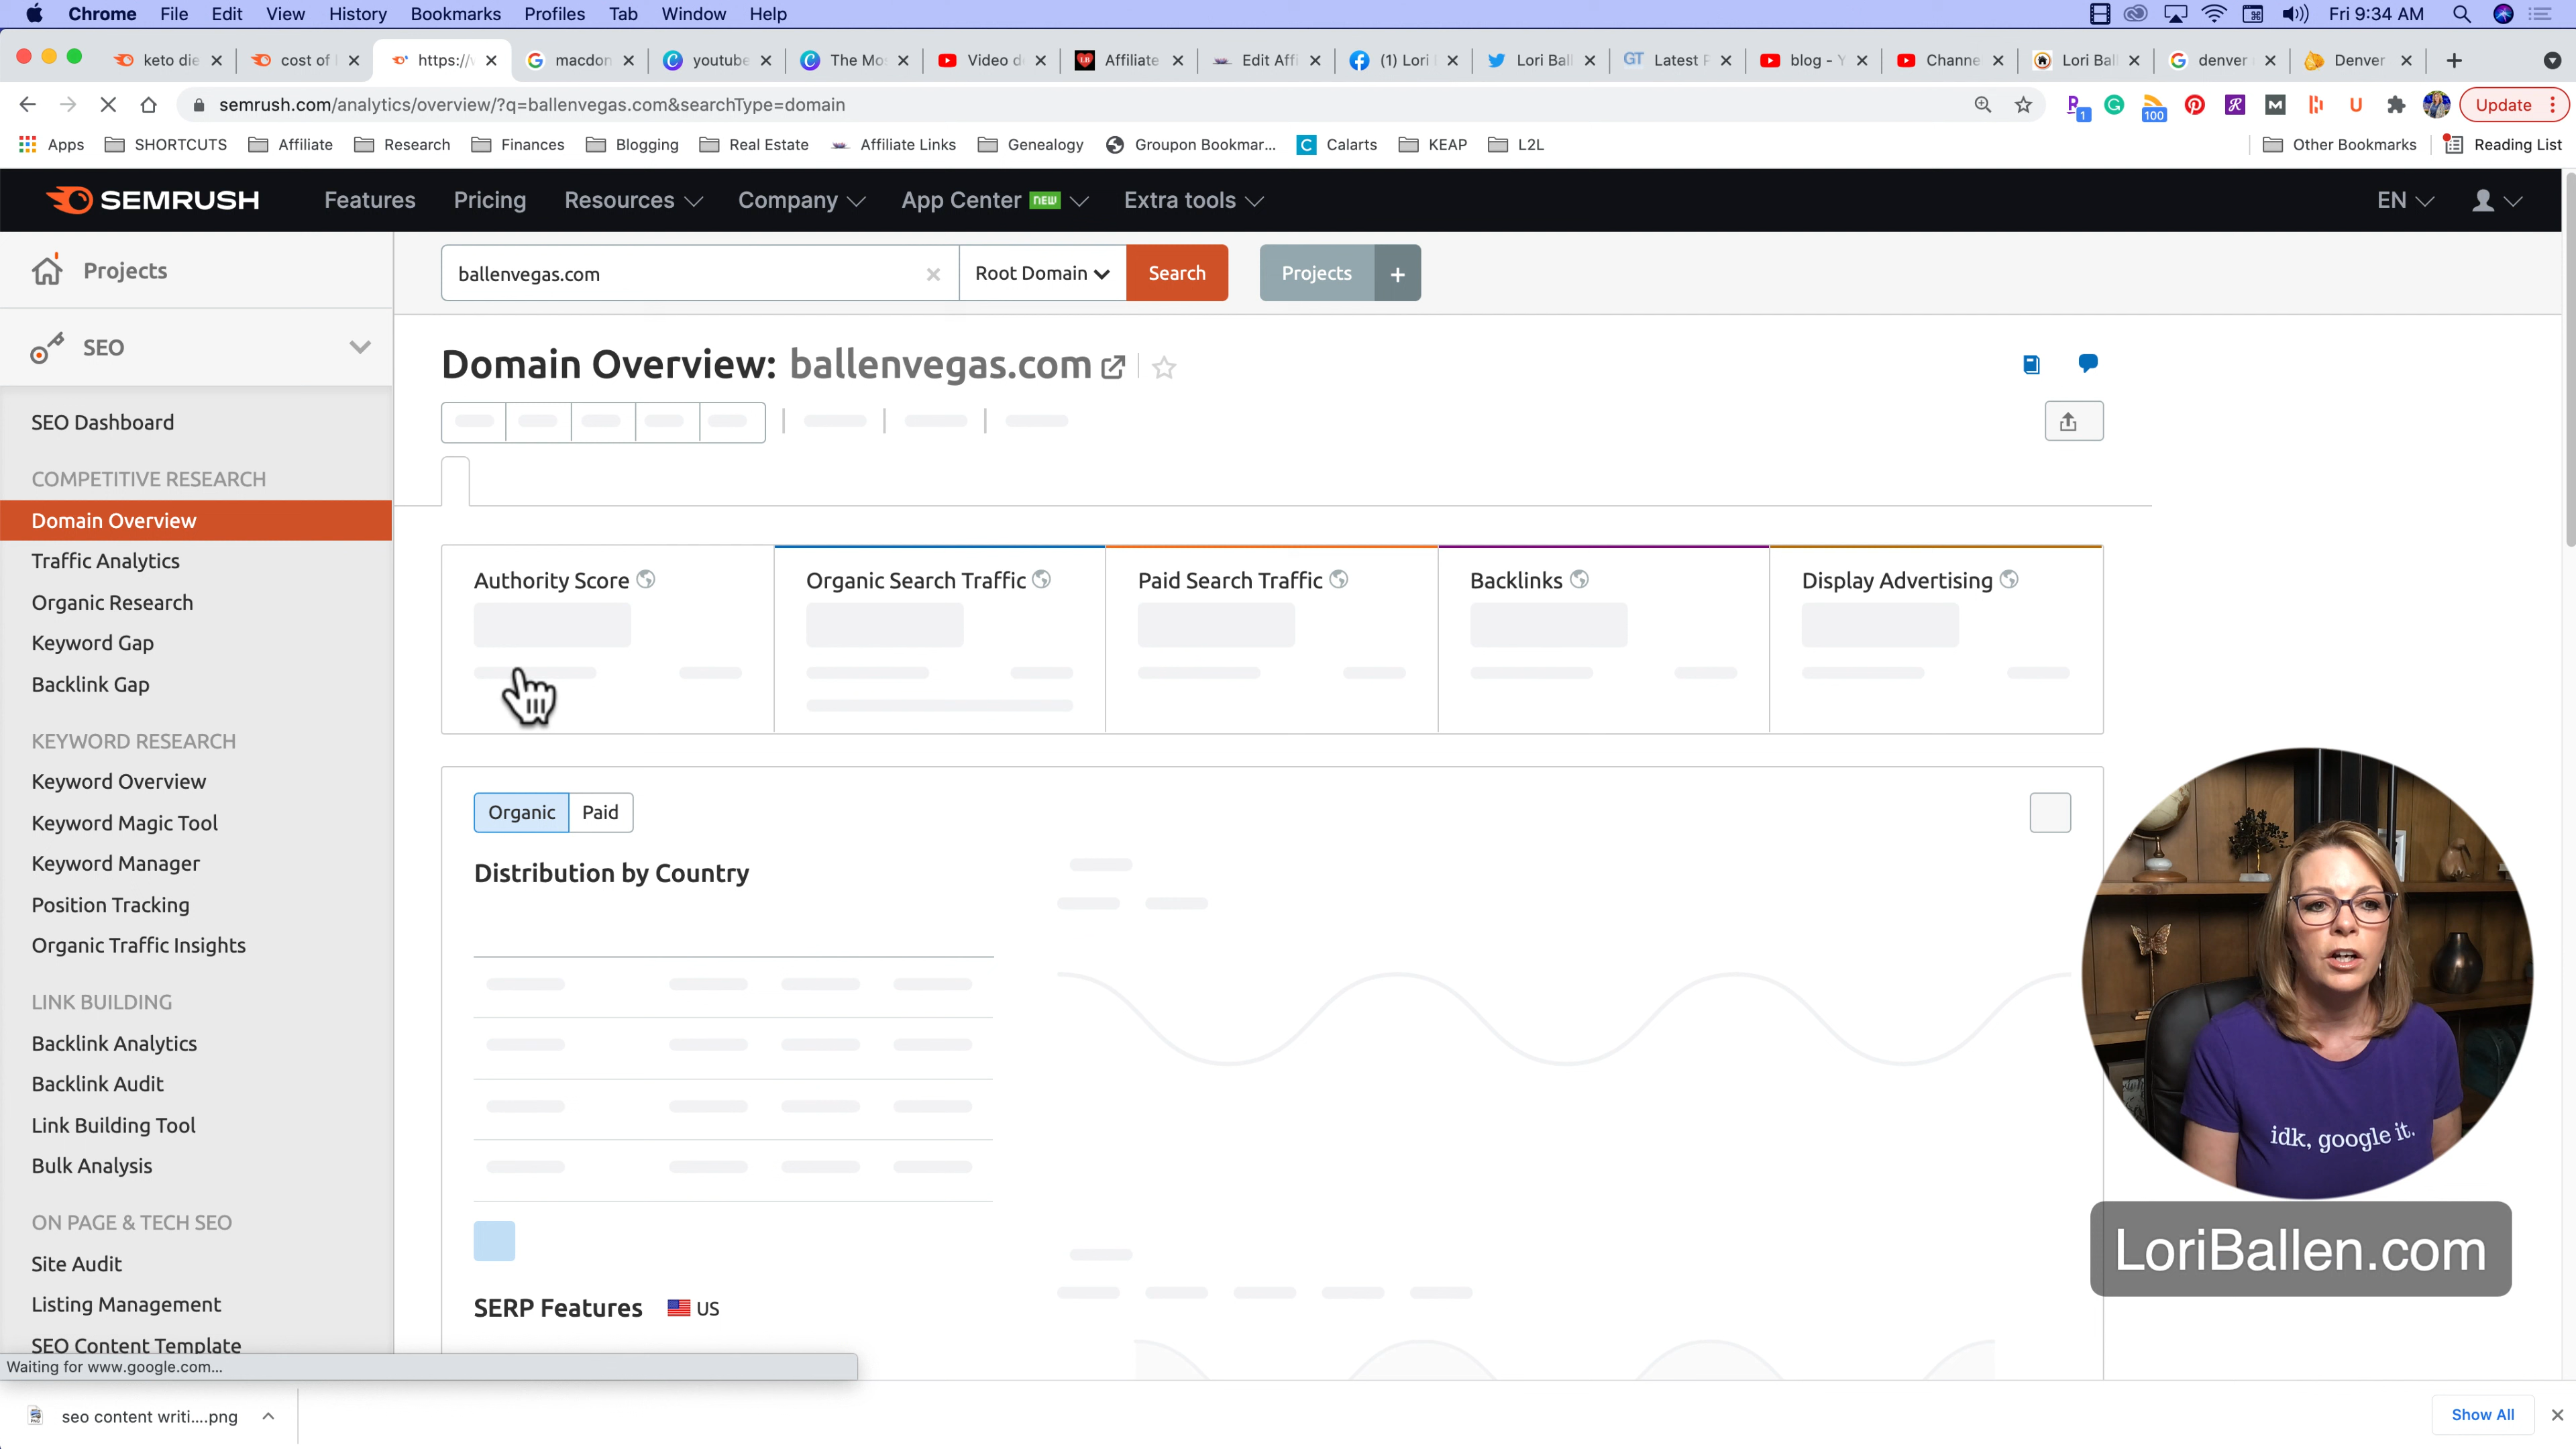 Chrome File Edit View History Bookmarks Profiles Tab Window Help Fri 9:34 AM
keto die cost of https:// macdon youtube The Mos Video d Affiliate Edit Affi (1) Lori Lori Ball Latest P blog - Y Channe Lori Ball denver Denver
semrush.com/analytics/overview/?q=ballenvegas.com&searchType=domain 1 100 Update
Apps SHORTCUTS Affiliate Research Finances Blogging Real Estate Affiliate Links Genealogy Groupon Bookmar... Calarts KEAP L2L Other Bookmarks Reading List
SEMRUSH Features Pricing Resources Company App Center NEW Extra tools EN
Projects
ballenvegas.com Root Domain Search Projects +
SEO
Domain Overview: ballenvegas.com
SEO Dashboard
COMPETITIVE RESEARCH
Domain Overview
Traffic Analytics
Organic Research
Keyword Gap
Backlink Gap
KEYWORD RESEARCH
Keyword Overview
Keyword Magic Tool
Keyword Manager
Position Tracking
Organic Traffic Insights
LINK BUILDING
Backlink Analytics
Backlink Audit
Link Building Tool
Bulk Analysis
ON PAGE & TECH SEO
Site Audit
Listing Management
SEO Content Template
Authority Score Organic Search Traffic Paid Search Traffic Backlinks Display Advertising
Organic Paid
Distribution by Country
SERP Features US
idk, google it.
LoriBallen.com
Waiting for www.google.com...
seo content writi....png Show All